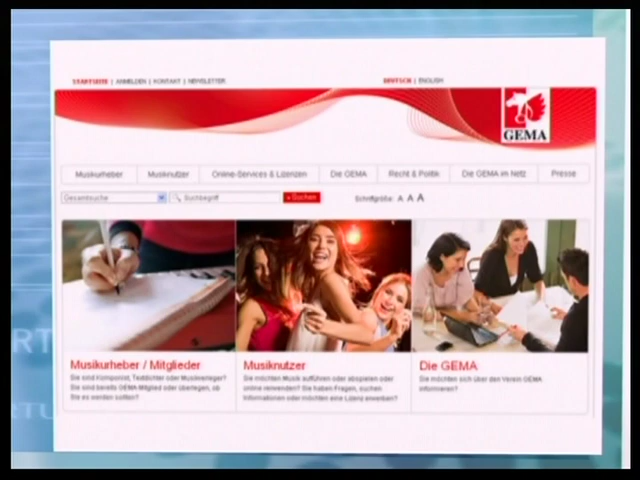 STARTSEITE | ANMELDEN | KONTAKT | NEWSLETTER
DEUTSCH | ENGLISH
GEMA
Musikurheber
Musiknutzer
Online-Services & Lizenzen
Die GEMA
Recht & Politik
Die GEMA im Netz
Presse
Gesamtsuche
Suchbegriff
» Suchen
Schriftgröße: A A A
Musikurheber / Mitglieder
Sie sind Komponist, Textdichter oder Musikverleger?
Sie sind bereits GEMA-Mitglied oder überlegen, ob
Sie es werden sollten?
Musiknutzer
Sie möchten Musik aufführen oder abspielen oder
online verwenden? Sie haben Fragen, suchen
Informationen oder möchten eine Lizenz erwerben?
Die GEMA
Sie möchten sich über den Verein GEMA
informieren?